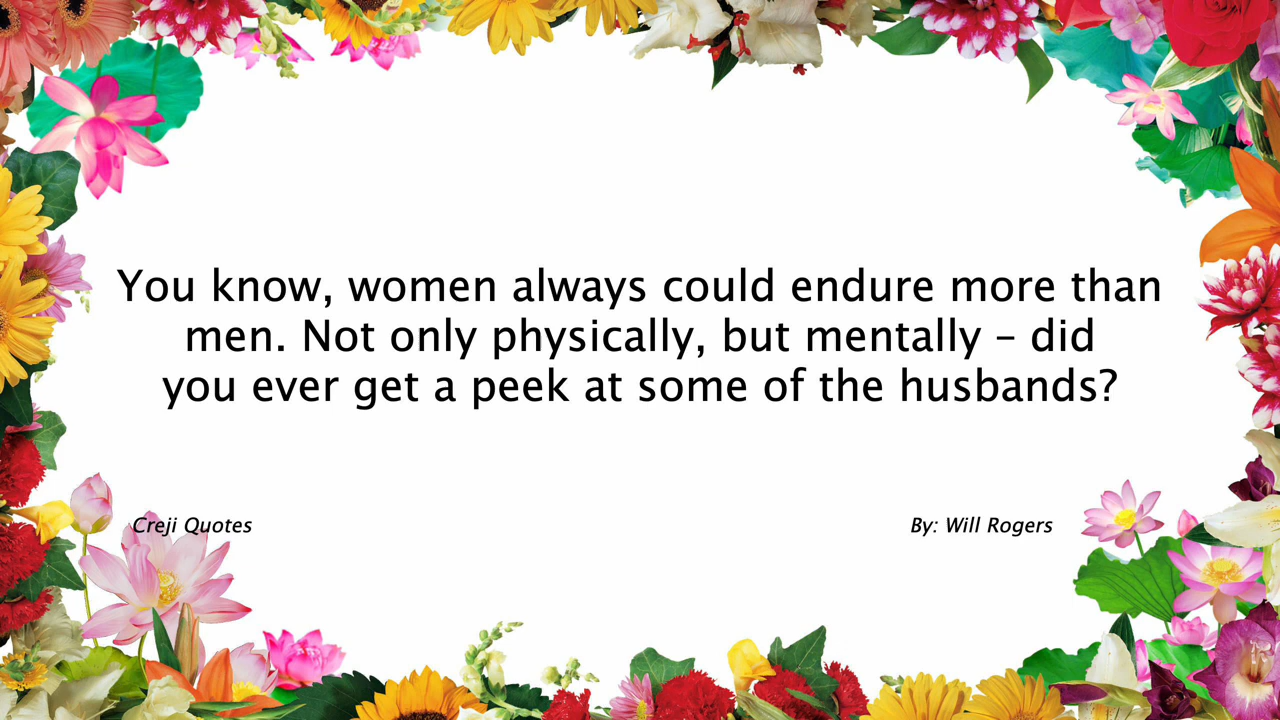 You know, women always could endure more than
men. Not only physically, but mentally – did
you ever get a peek at some of the husbands?
Creji Quotes
By: Will Rogers